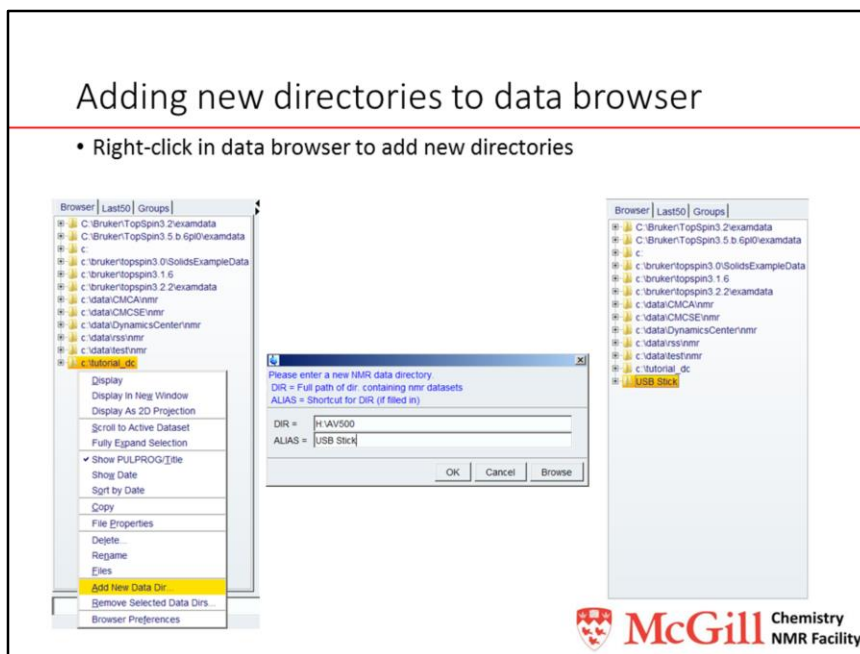 Adding new directories to data browser
• Right-click in data browser to add new directories
Browser Last50 Groups
C:\Bruker\TopSpin3.2\examdata
C:\Bruker\TopSpin3.5.b.6pl0\examdata
c:
c:\bruker\topspin3.0\SolidsExampleData
c:\bruker\topspin3.1.6
c:\bruker\topspin3.2.2\examdata
c:\data\CMCA\nmr
c:\data\CMCSE\nmr
c:\data\DynamicsCenter\nmr
c:\data\rss\nmr
c:\data\test\nmr
c:\tutorial_dc
Display
Display In New Window
Display As 2D Projection
Scroll to Active Dataset
Fully Expand Selection
✔ Show PULPROG/Title
Show Date
Sort by Date
Copy
File Properties
Delete...
Rename
Files
Add New Data Dir...
Remove Selected Data Dirs...
Browser Preferences
Please enter a new NMR data directory.
DIR = Full path of dir. containing nmr datasets
ALIAS = Shortcut for DIR (if filled in)
DIR = H:\AV500
ALIAS = USB Stick
OK Cancel Browse
Browser Last50 Groups
C:\Bruker\TopSpin3.2\examdata
C:\Bruker\TopSpin3.5.b.6pl0\examdata
c:
c:\bruker\topspin3.0\SolidsExampleData
c:\bruker\topspin3.1.6
c:\bruker\topspin3.2.2\examdata
c:\data\CMCA\nmr
c:\data\CMCSE\nmr
c:\data\DynamicsCenter\nmr
c:\data\rss\nmr
c:\data\test\nmr
c:\tutorial_dc
USB Stick
McGill Chemistry
NMR Facility